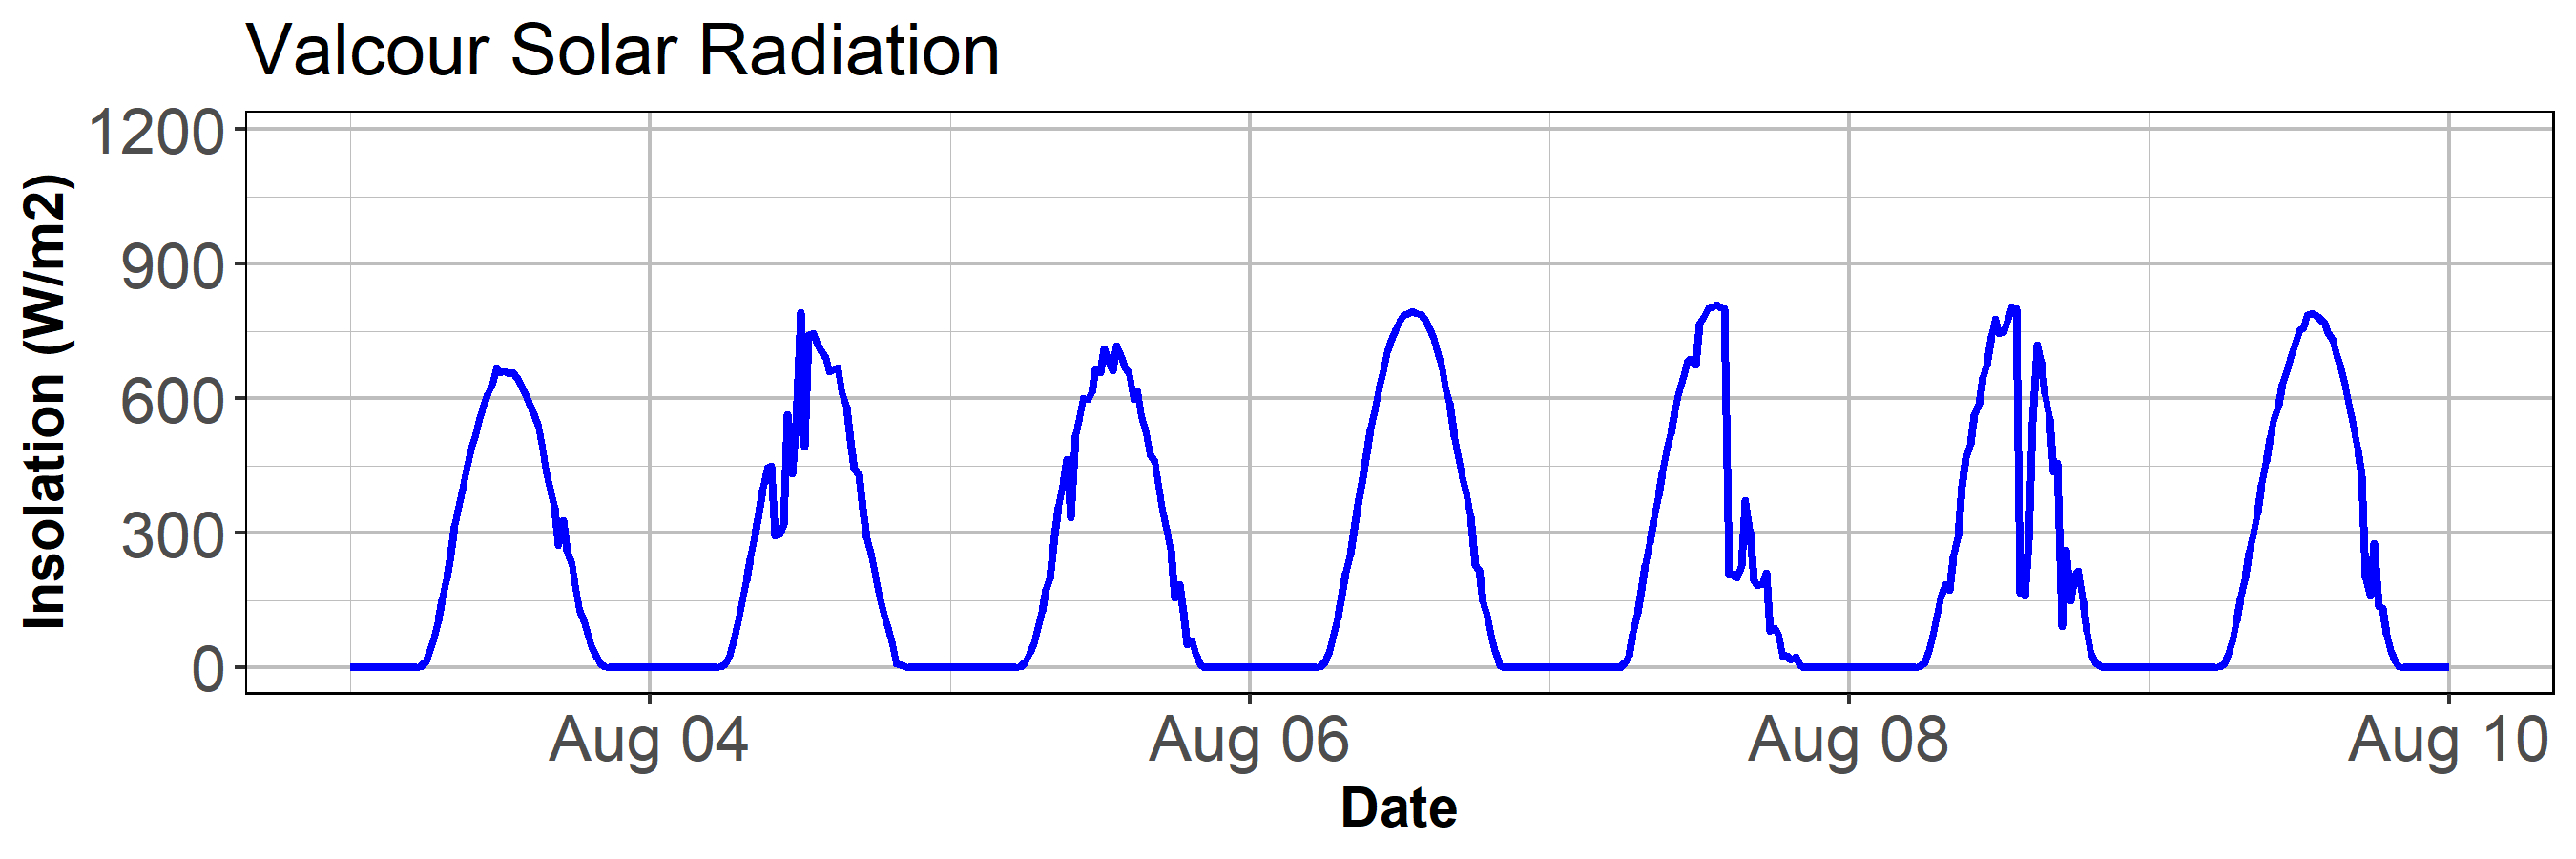 Valcour Solar Radiation
1200
900
600
300
0
Insolation (W/m2)
Aug 04 Aug 06 Aug 08 Aug 10
Date